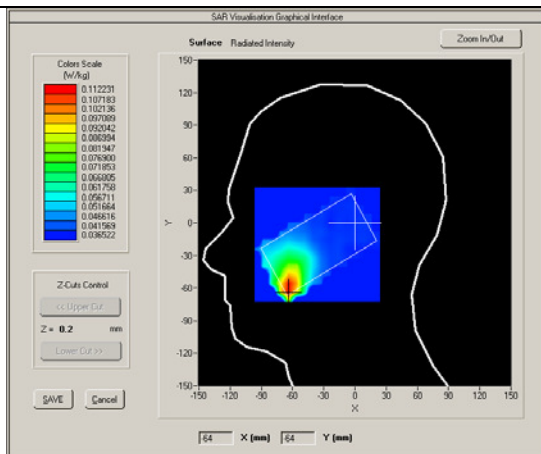 SAR Visualisation Graphical Interface
Surface Radiated Intensity
Zoom In/Out
Colors Scale
(W/kg)
0.112231
0.107183
0.102136
0.097089
0.092042
0.086994
0.081947
0.076900
0.071853
0.066805
0.061758
0.056711
0.051664
0.046616
0.041569
0.036522
Z-Cuts Control
<< Upper Cut
Z = 0.2 mm
Lower Cut >>
SAVE Cancel
150
120
90
60
30
0
-30
-60
-90
-120
-150
Y
-150 -120 -90 -60 -30 0 30 60 90 120 150
X
-64 X (mm) -64 Y (mm)